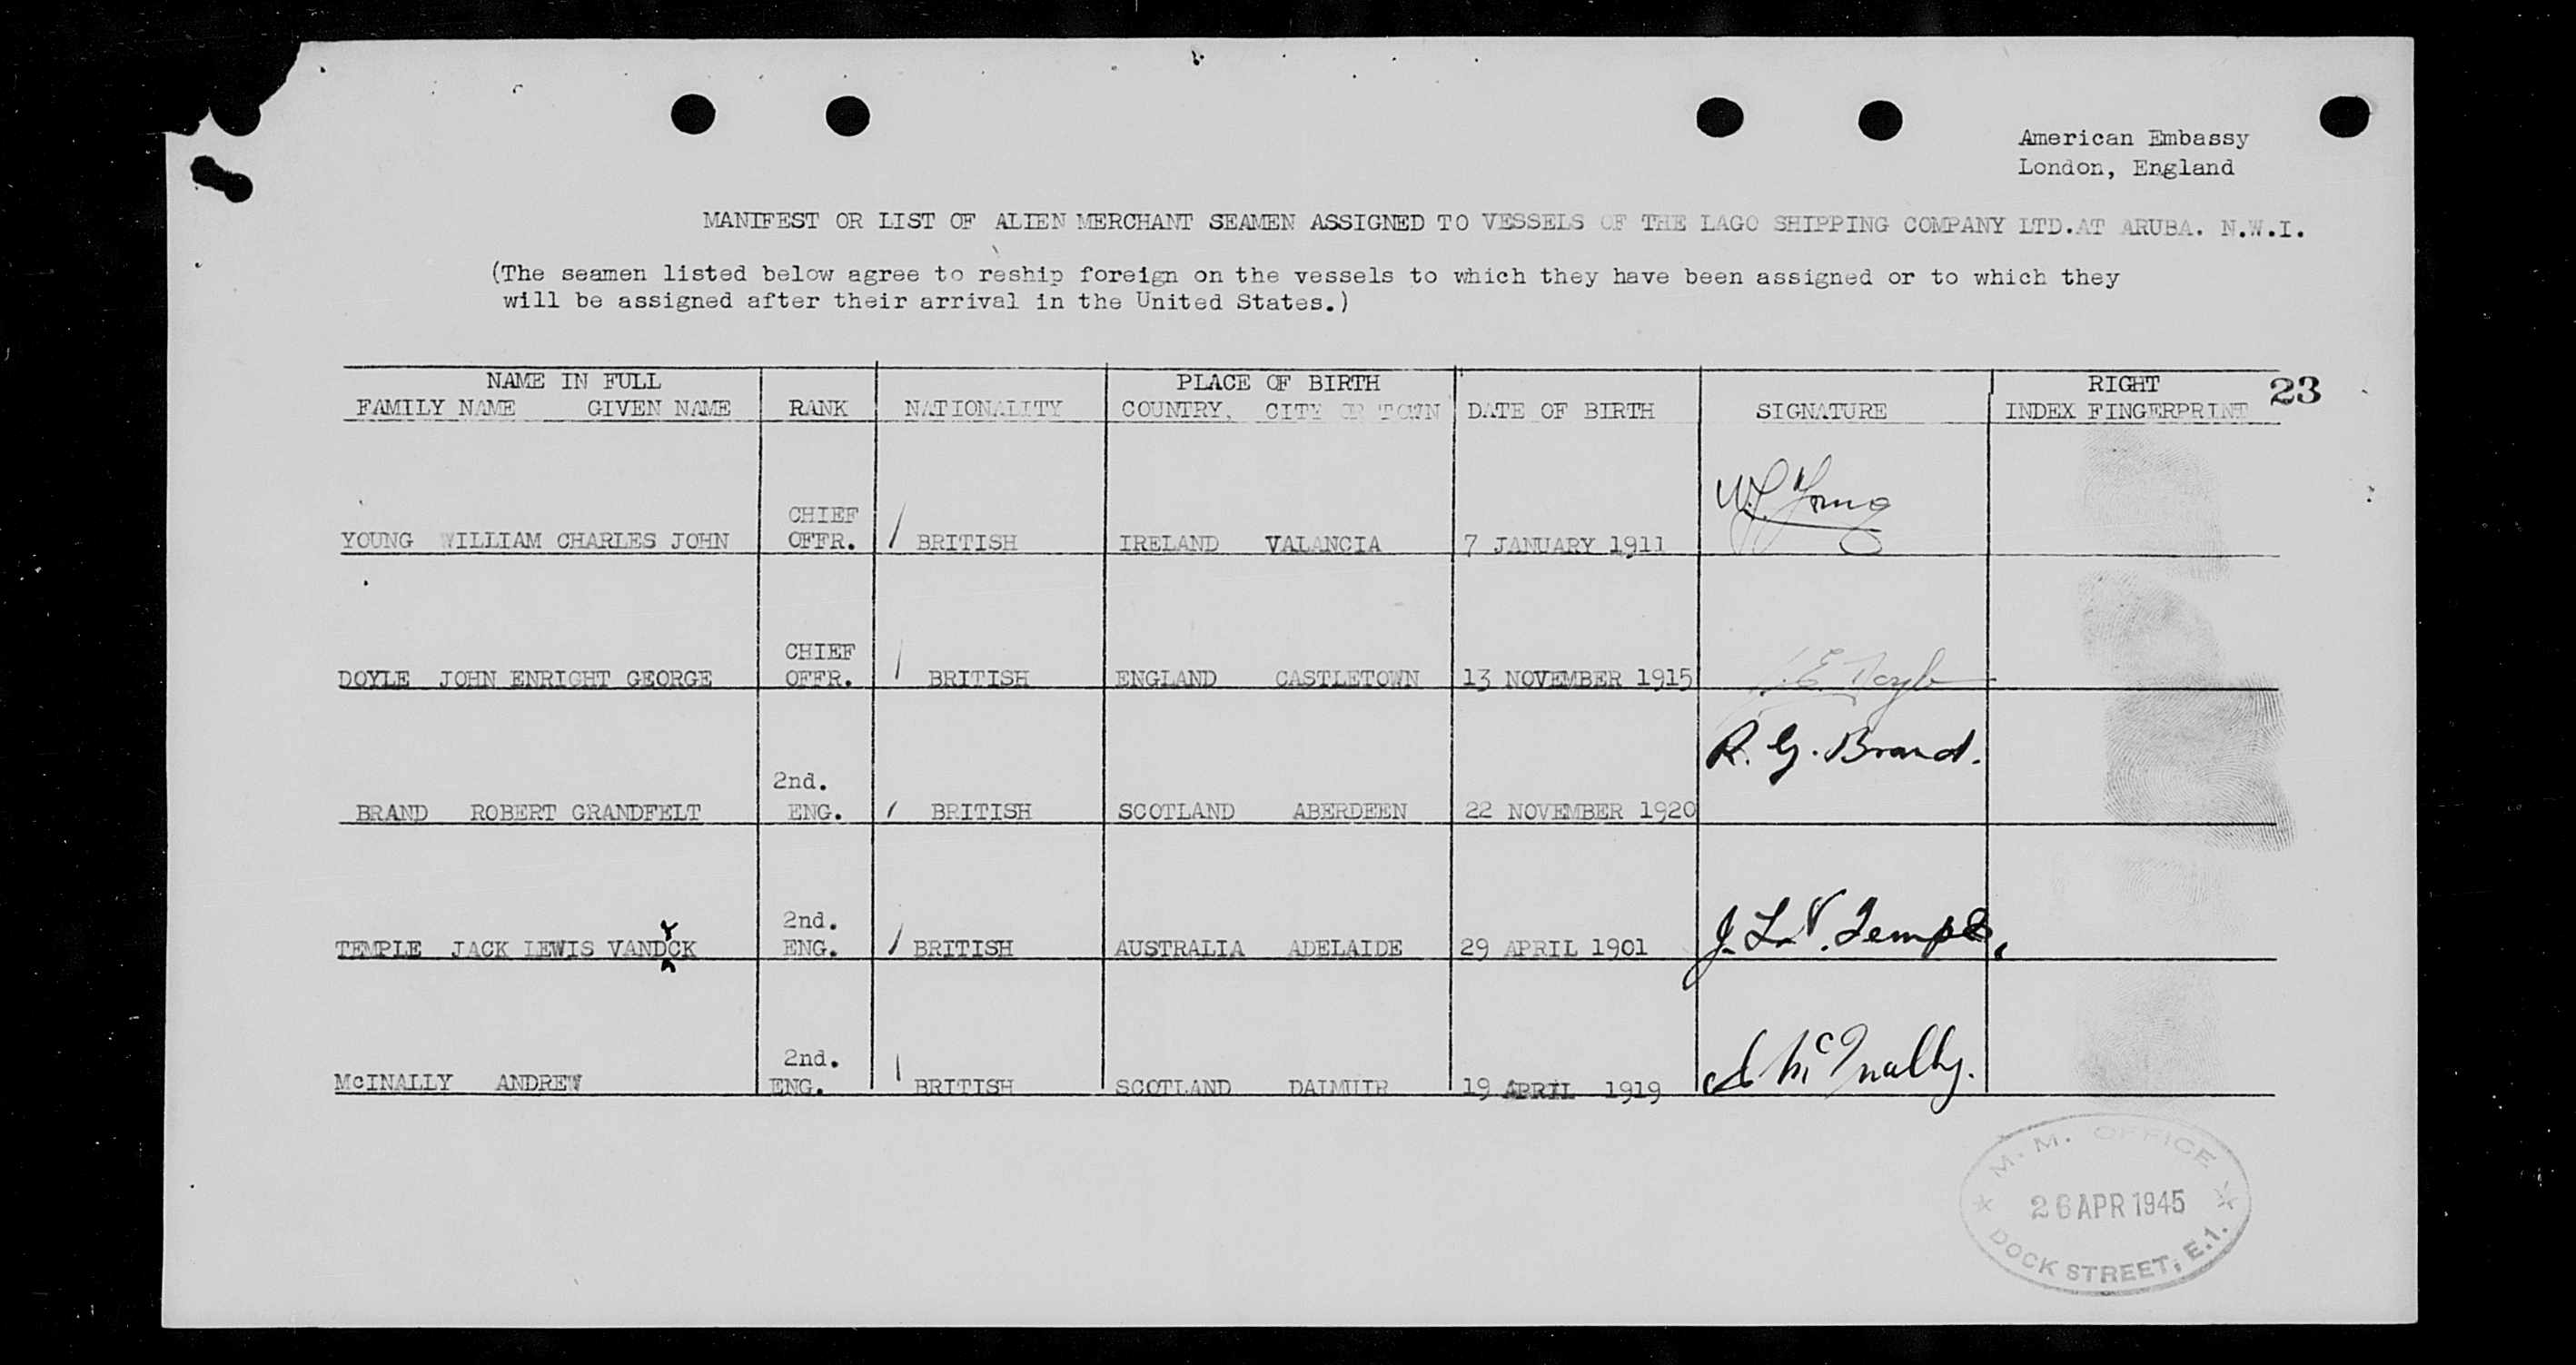 American Embassy
London, England
MANIFEST OR LIST OF ALIEN MERCHANT SEAMEN ASSIGNED TO VESSELS OF THE LAGO SHIPPING COMPANY LTD.AT ARUBA. N.W.I.
(The seamen listed below agree to reship foreign on the vessels to which they have been assigned or to which they
will be assigned after their arrival in the United States.)
NAME IN FULL PLACE OF BIRTH RIGHT 23
FAMILY NAME GIVEN NAME RANK NATIONALITY COUNTRY, CITY OR TOWN DATE OF BIRTH SIGNATURE INDEX FINGERPRINT
CHIEF
YOUNG WILLIAM CHARLES JOHN OFFR. / BRITISH IRELAND VALANCIA 7 JANUARY 1911 Young
CHIEF
DOYLE JOHN ENRIGHT GEORGE OFFR. / BRITISH ENGLAND CASTLETOWN 13 NOVEMBER 1915 J.E. Doyle
2nd. R. G. Brand.
BRAND ROBERT GRANDFELT ENG. / BRITISH SCOTLAND ABERDEEN 22 NOVEMBER 1920
2nd.
TEMPLE JACK LEWIS VANDYCK ENG. / BRITISH AUSTRALIA ADELAIDE 29 APRIL 1901 J. L. V. Temple.
2nd.
McINALLY ANDREW ENG. / BRITISH SCOTLAND DALMUIR 19 APRIL 1919 A McInally.
M. M. OFFICE
26 APR 1945
DOCK STREET, E.1.